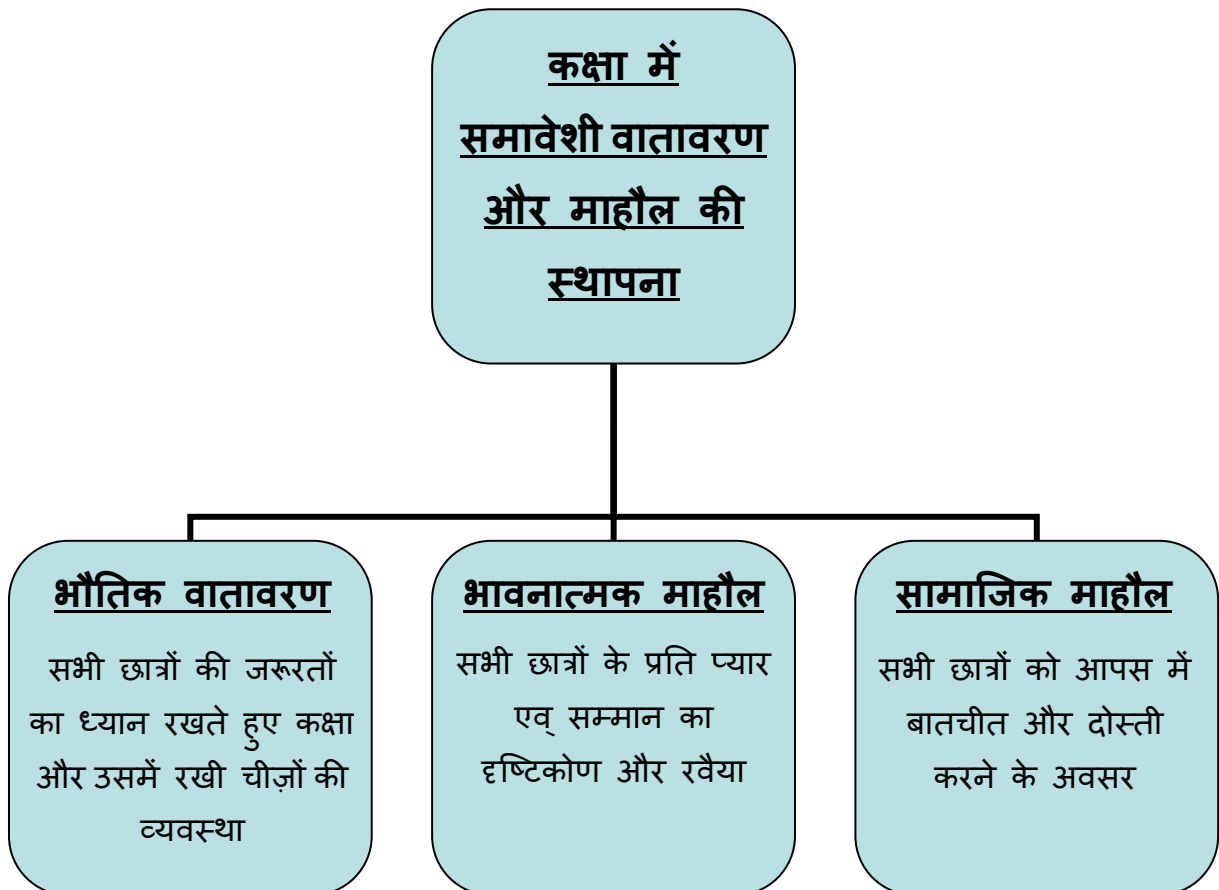 कक्षा में
समावेशी वातावरण
और माहौल की
स्थापना
भौतिक वातावरण
सभी छात्रों की जरूरतों
का ध्यान रखते हुए कक्षा
और उसमें रखी चीज़ों की
व्यवस्था
भावनात्मक माहौल
सभी छात्रों के प्रति प्यार
एव् सम्मान का
दृष्टिकोण और रवैया
सामाजिक माहौल
सभी छात्रों को आपस में
बातचीत और दोस्ती
करने के अवसर